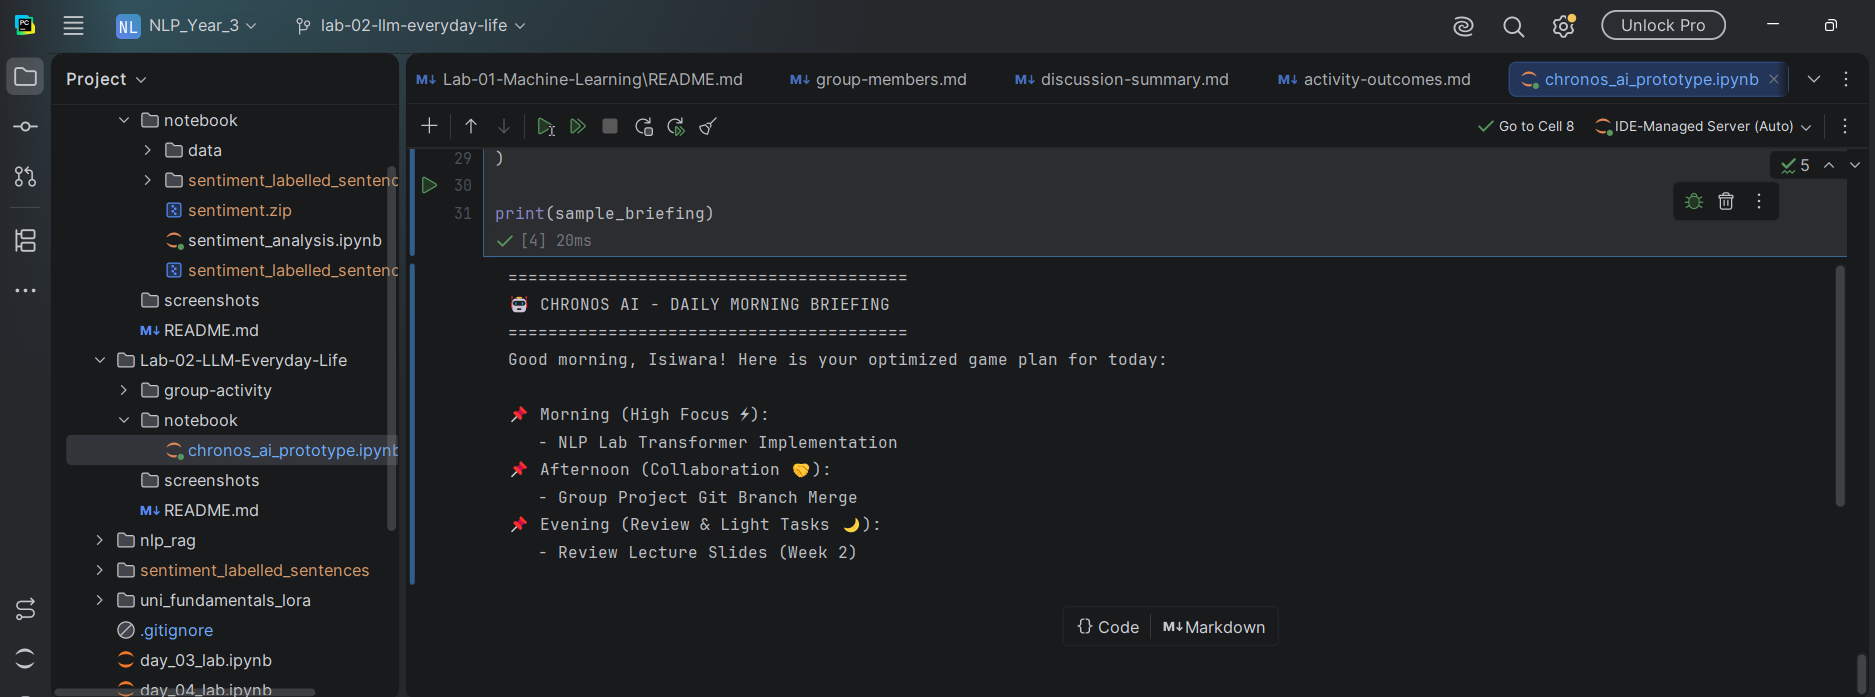 NL NLP_Year_3 lab-02-llm-everyday-life Unlock Pro
Project
notebook
data
sentiment_labelled_sentenc
sentiment.zip
sentiment_analysis.ipynb
sentiment_labelled_sentenc
screenshots
M↓ README.md
Lab-02-LLM-Everyday-Life
group-activity
notebook
chronos_ai_prototype.ipynb
screenshots
M↓ README.md
nlp_rag
sentiment_labelled_sentences
uni_fundamentals_lora
.gitignore
day_03_lab.ipynb
day_04_lab.ipynb
M↓ Lab-01-Machine-Learning\README.md M↓ group-members.md M↓ discussion-summary.md M↓ activity-outcomes.md chronos_ai_prototype.ipynb
Go to Cell 8 IDE-Managed Server (Auto)
29 )
5
30
31 print(sample_briefing)
[4] 20ms
========================================
🤖 CHRONOS AI - DAILY MORNING BRIEFING
========================================
Good morning, Isiwara! Here is your optimized game plan for today:
📌 Morning (High Focus ⚡):
- NLP Lab Transformer Implementation
📌 Afternoon (Collaboration 🤝):
- Group Project Git Branch Merge
📌 Evening (Review & Light Tasks 🌙):
- Review Lecture Slides (Week 2)
{} Code M↓ Markdown